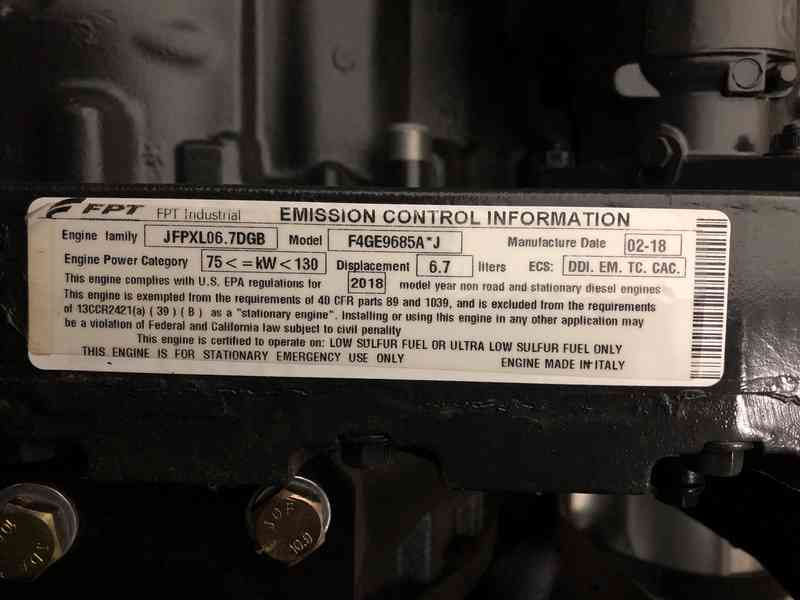 FPT FPT Industrial EMISSION CONTROL INFORMATION
Engine family JFPXL06.7DGB Model F4GE9685A*J Manufacture Date 02-18
Engine Power Category 75<=kW<130 Displacement 6.7 liters ECS: DDI. EM. TC. CAC.
This engine complies with U.S. EPA regulations for 2018 model year non road and stationary diesel engines
This engine is exempted from the requirements of 40 CFR parts 89 and 1039, and is excluded from the requirements
of 13CCR2421(a) ( 39 ) ( B ) as a "stationary engine". Installing or using this engine in any other application may
be a violation of Federal and California law subject to civil penality
This engine is certified to operate on: LOW SULFUR FUEL OR ULTRA LOW SULFUR FUEL ONLY
THIS ENGINE IS FOR STATIONARY EMERGENCY USE ONLY ENGINE MADE IN ITALY
10.9